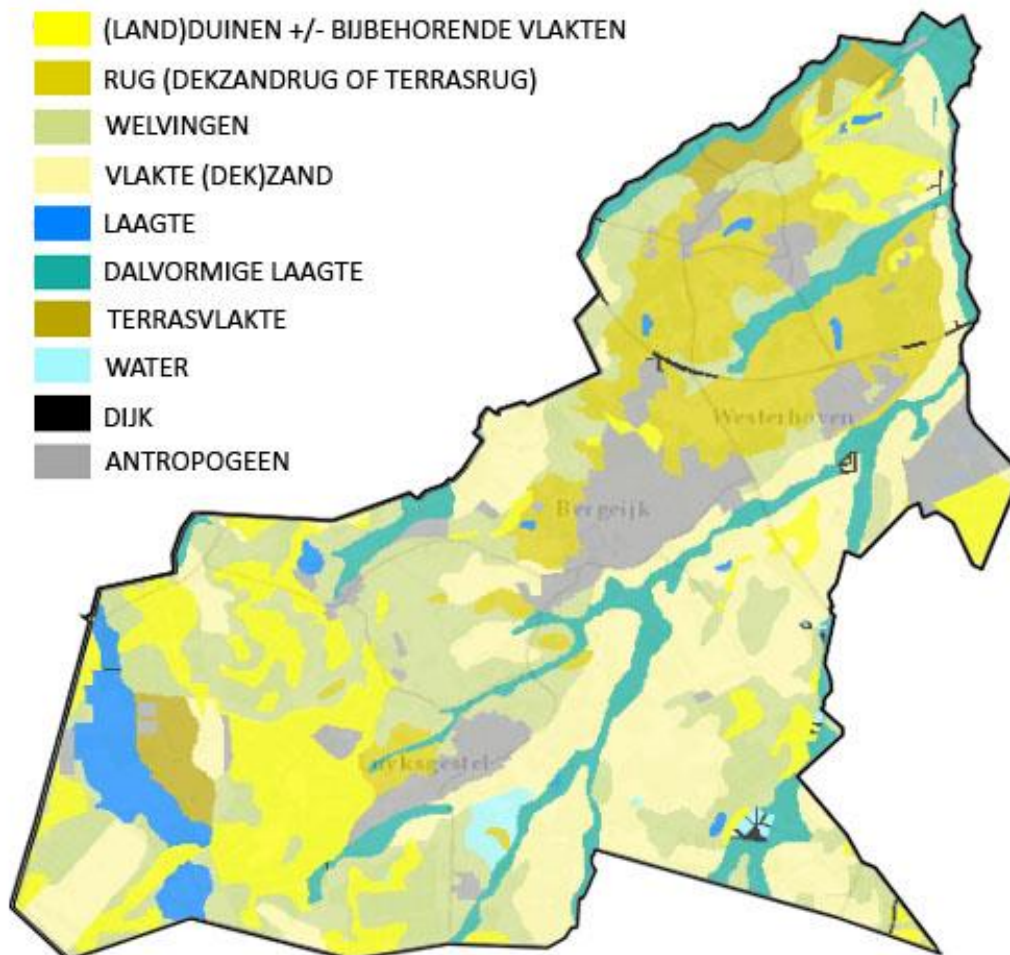 (LAND)DUINEN +/- BIJBEHORENDE VLAKTEN
RUG (DEKZANDRUG OF TERRASRUG)
WELVINGEN
VLAKTE (DEK)ZAND
LAAGTE
DALVORMIGE LAAGTE
TERRASVLAKTE
WATER
DIJK
ANTROPOGEEN
Westerhoven
Bergeijk
Luyksgestel